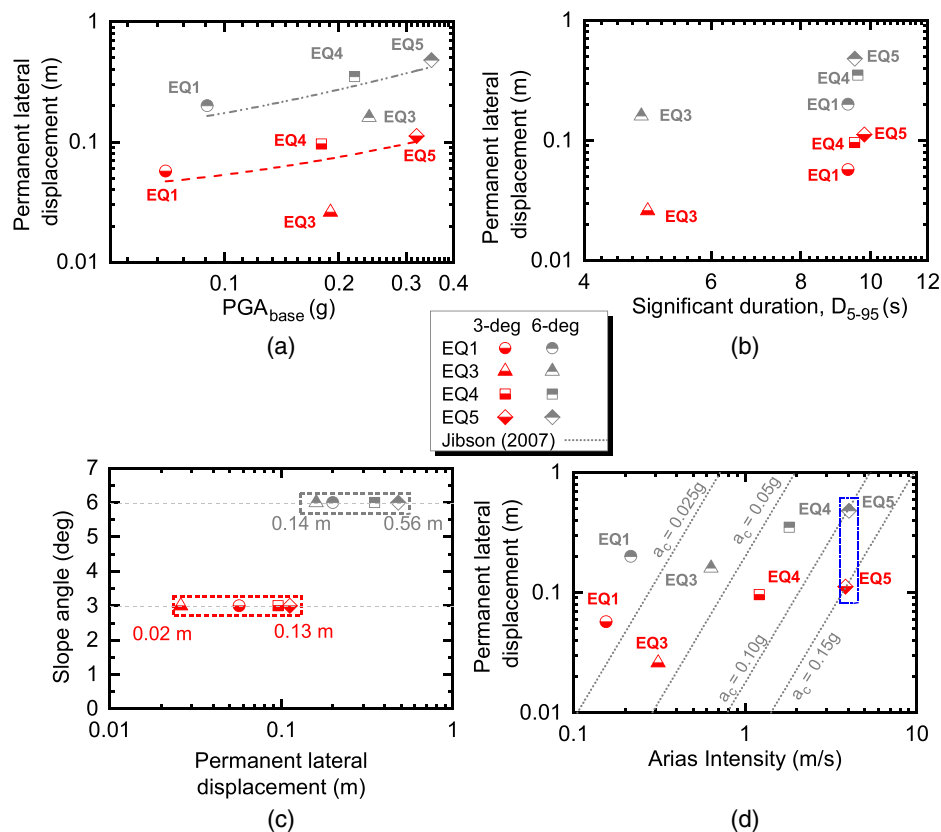 1
0.1
0.01
Permanent lateral
displacement (m)
EQ1
EQ4
EQ5
EQ3
EQ1
EQ4
EQ5
EQ3
0.1
0.2
0.3
0.4
PGAbase (g)
(a)
1
0.1
0.01
Permanent lateral
displacement (m)
EQ3
EQ5
EQ4
EQ1
EQ3
EQ4
EQ5
EQ1
4
6
8
10
12
Significant duration, D5-95 (s)
(b)
3-deg 6-deg
EQ1
EQ3
EQ4
EQ5
Jibson (2007)
7
6
5
4
3
2
1
0
Slope angle (deg)
0.14 m
0.56 m
0.02 m
0.13 m
0.01
0.1
1
Permanent lateral
displacement (m)
(c)
1
0.1
0.01
Permanent lateral
displacement (m)
EQ1
EQ3
EQ4
EQ5
EQ1
EQ3
EQ4
EQ5
ac = 0.025g
ac = 0.05g
ac = 0.10g
ac = 0.15g
0.1
1
10
Arias Intensity (m/s)
(d)